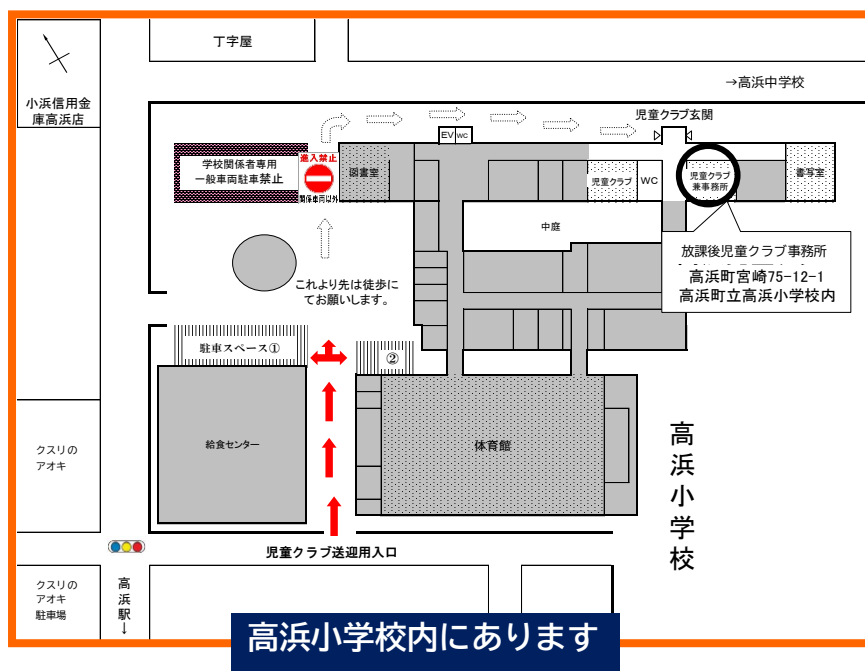 丁字屋
小浜信用金
庫高浜店
→高浜中学校
児童クラブ玄関
EV
WC
学校関係者専用
一般車両駐車禁止
進入禁止
関係車両以外
図書室
児童クラブ
WC
児童クラブ
兼事務所
書写室
中庭
放課後児童クラブ事務所
高浜町宮崎75-12-1
高浜町立高浜小学校内
これより先は徒歩に
てお願いします。
駐車スペース①
②
クスリの
アオキ
給食センター
体育館
高浜小学校
児童クラブ送迎用入口
クスリの
アオキ
駐車場
高浜駅↓
高浜小学校内にあります